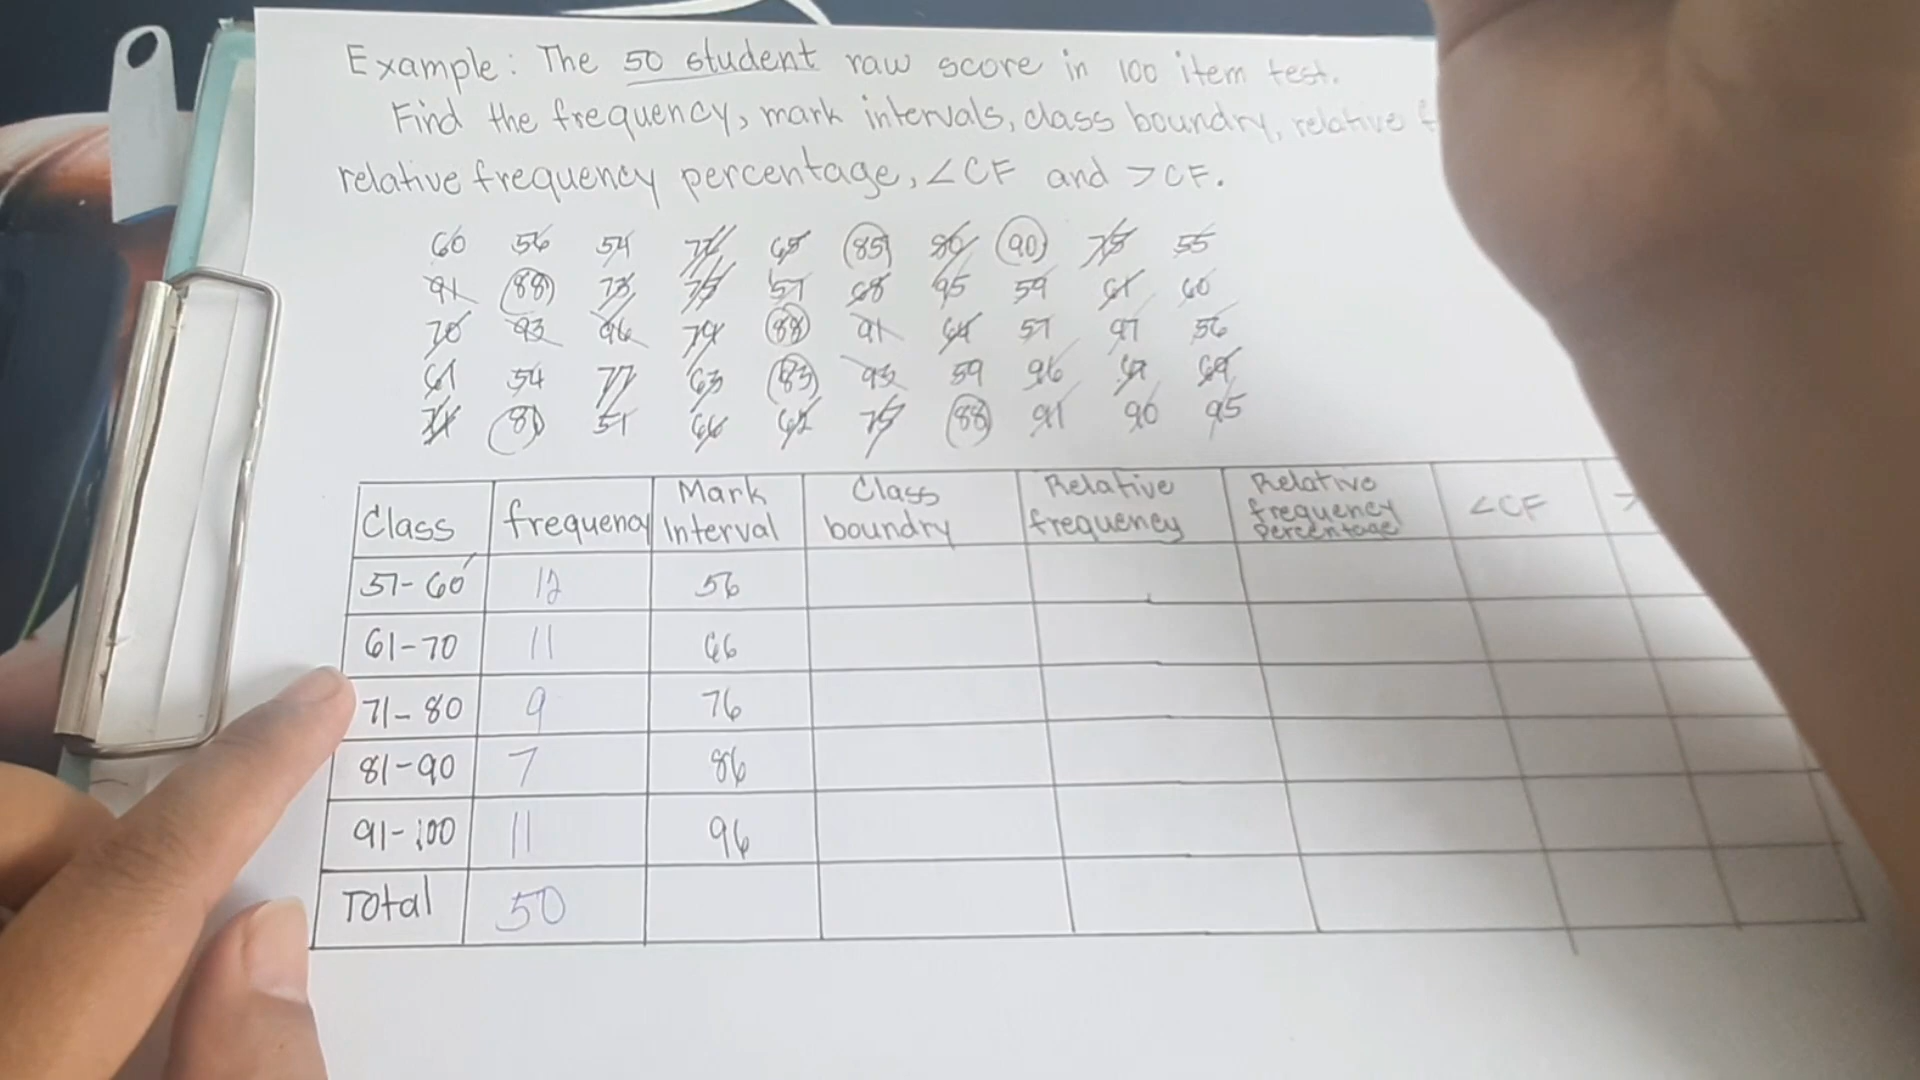 Example: The 50 student raw score in 100 item test.
Find the frequency, mark intervals, class boundry, relative f
relative frequency percentage, <CF and >CF.
60 56 54 65 85 80 90 75 55
91 88 73 75 57 68 95 59 61 60
70 93 96 79 88 91 64 57 97 56
61 54 77 63 83 93 59 96 69
71 81 51 66 62 75 88 91 96 95
Class frequency Mark Interval Class boundry Relative frequency Relative frequency percentage <CF >
51-60 12 56
61-70 11 66
71-80 9 76
81-90 7 86
91-100 11 96
Total 50